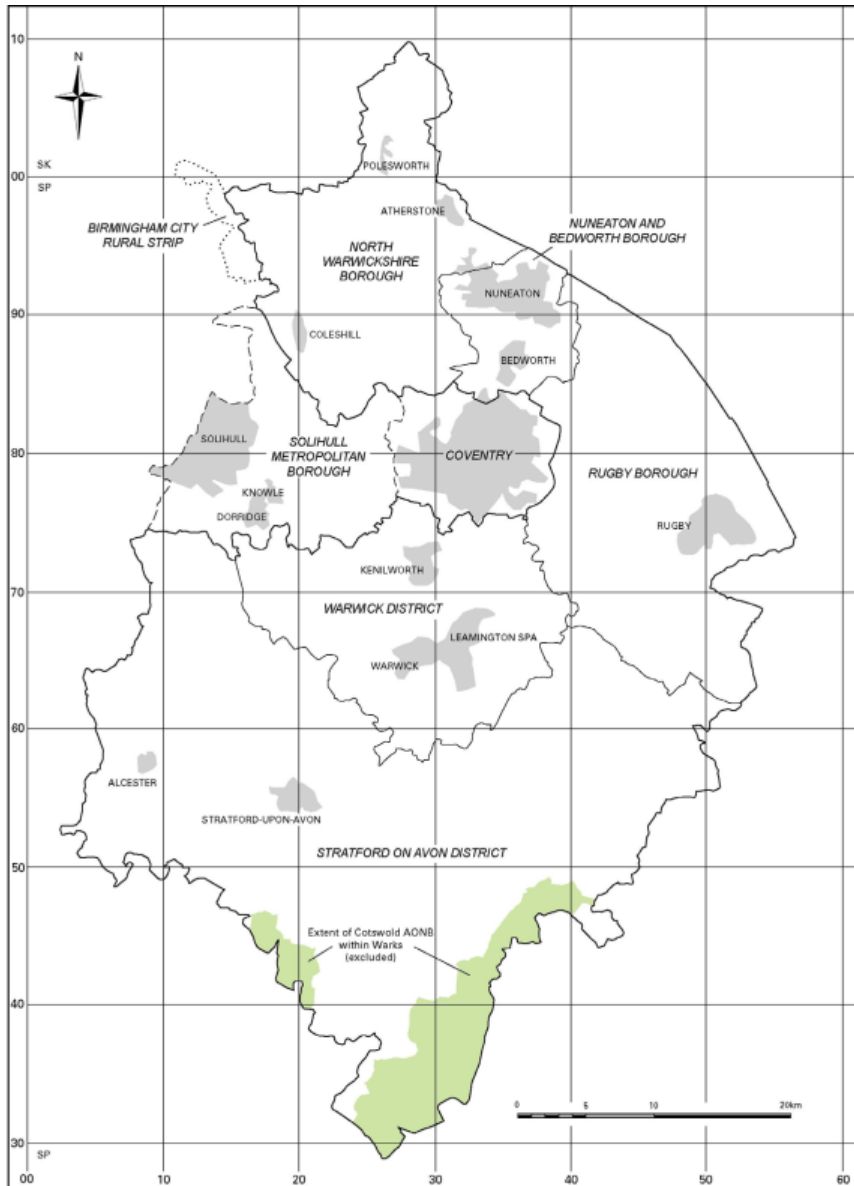 10
N
POLESWORTH
SK
00
SP
ATHERSTONE
BIRMINGHAM CITY
RURAL STRIP
NUNEATON AND
BEDWORTH BOROUGH
NORTH
WARWICKSHIRE
BOROUGH
NUNEATON
90
COLESHILL
BEDWORTH
SOLIHULL
SOLIHULL
METROPOLITAN
BOROUGH
COVENTRY
80
RUGBY BOROUGH
KNOWLE
DORRIDGE
RUGBY
KENILWORTH
70
WARWICK DISTRICT
LEAMINGTON SPA
WARWICK
60
ALCESTER
STRATFORD-UPON-AVON
STRATFORD ON AVON DISTRICT
50
Extent of Cotswold AONB
within Warks
(excluded)
40
0 5 10 20km
30
SP
00 10 20 30 40 50 60